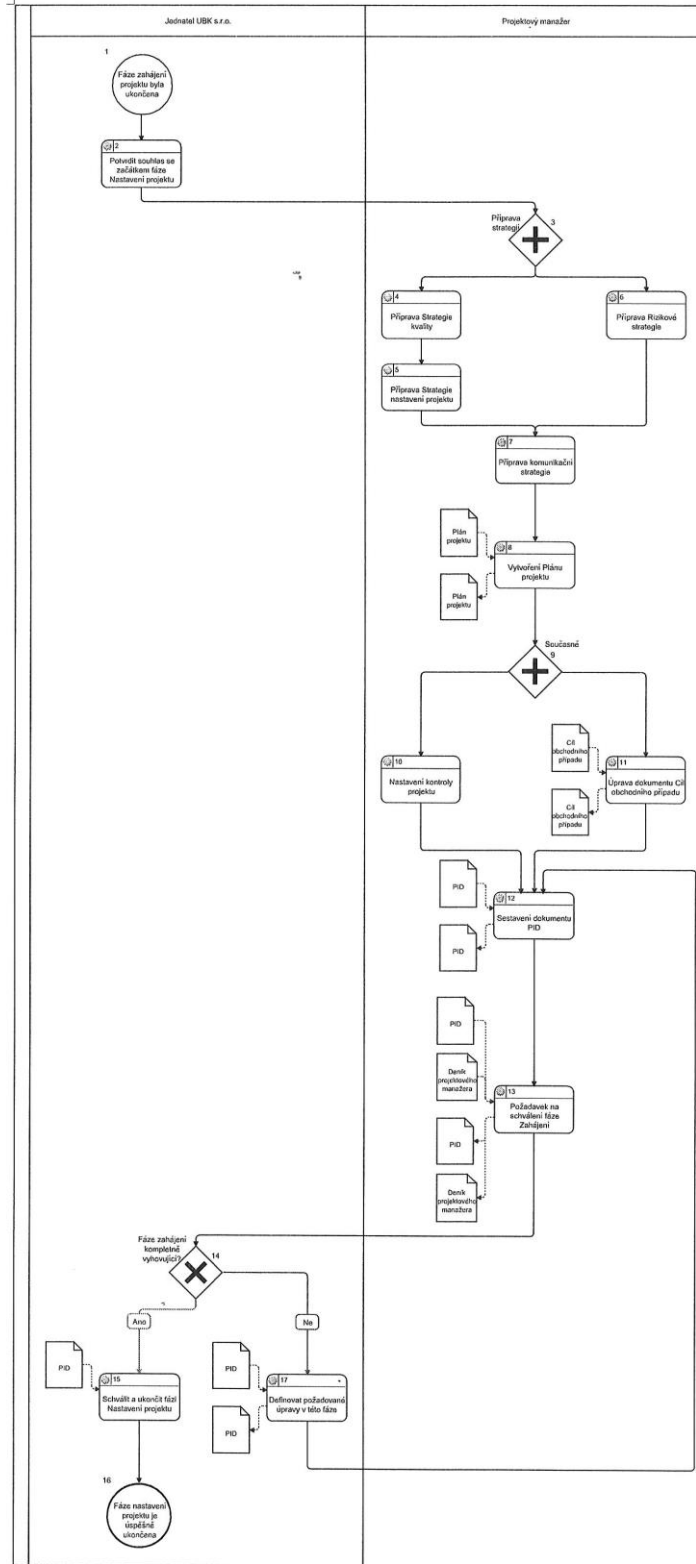 Jednatel UBK s.r.o.
Projektový manažer
1
Fáze zahájení
projektu byla
ukončena
2
Potvrdit souhlas se
začátkem fáze
Nastavení projektu
Příprava
strategií
3
4
Příprava Strategie
kvality
6
Příprava Rizikové
strategie
5
Příprava Strategie
nastavení projektu
7
Příprava komunikační
strategie
Plán
projektu
8
Vytvoření Plánu
projektu
Plán
projektu
Současně
9
10
Nastavení kontroly
projektu
Cíl
obchodního
případu
11
Úprava dokumentu Cíl
obchodního případu
Cíl
obchodního
případu
PID
12
Sestavení dokumentu
PID
PID
PID
Deník
projektového
manažera
13
Požadavek na
schválení fáze
Zahájení
PID
Deník
projektového
manažera
Fáze zahájení
kompletně
vyhovující?
14
Ano
Ne
PID
15
Schválit a ukončit fázi
Nastavení projektu
PID
17
Definovat požadované
úpravy v této fáze
PID
16
Fáze nastavení
projektu je
úspěšně
ukončena